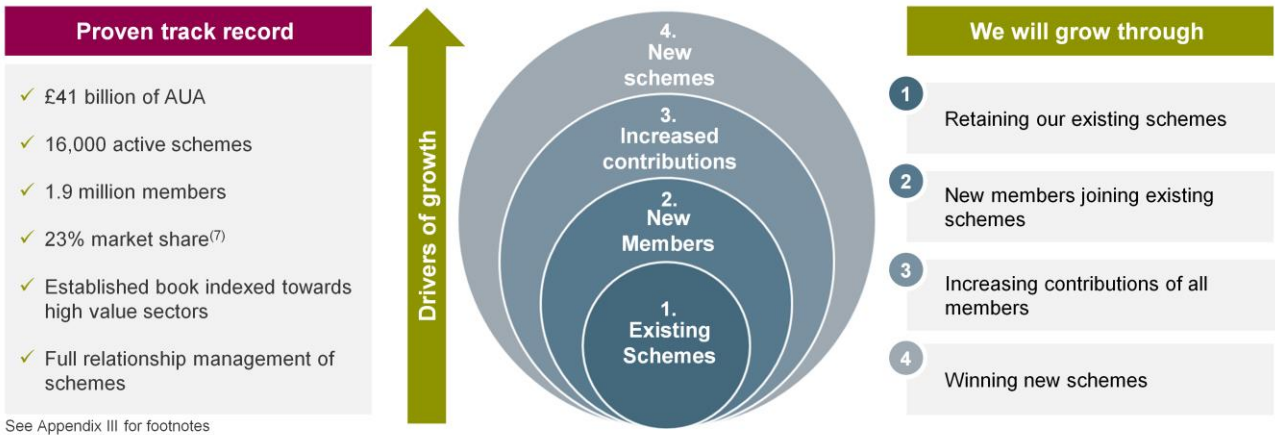 Proven track record
✓ £41 billion of AUA
✓ 16,000 active schemes
✓ 1.9 million members
✓ 23% market share(7)
✓ Established book indexed towards
high value sectors
✓ Full relationship management of
schemes
See Appendix III for footnotes
Drivers of growth
4.
New
schemes
3.
Increased
contributions
2.
New
Members
1.
Existing
Schemes
We will grow through
1
Retaining our existing schemes
2
New members joining existing
schemes
3
Increasing contributions of all
members
4
Winning new schemes